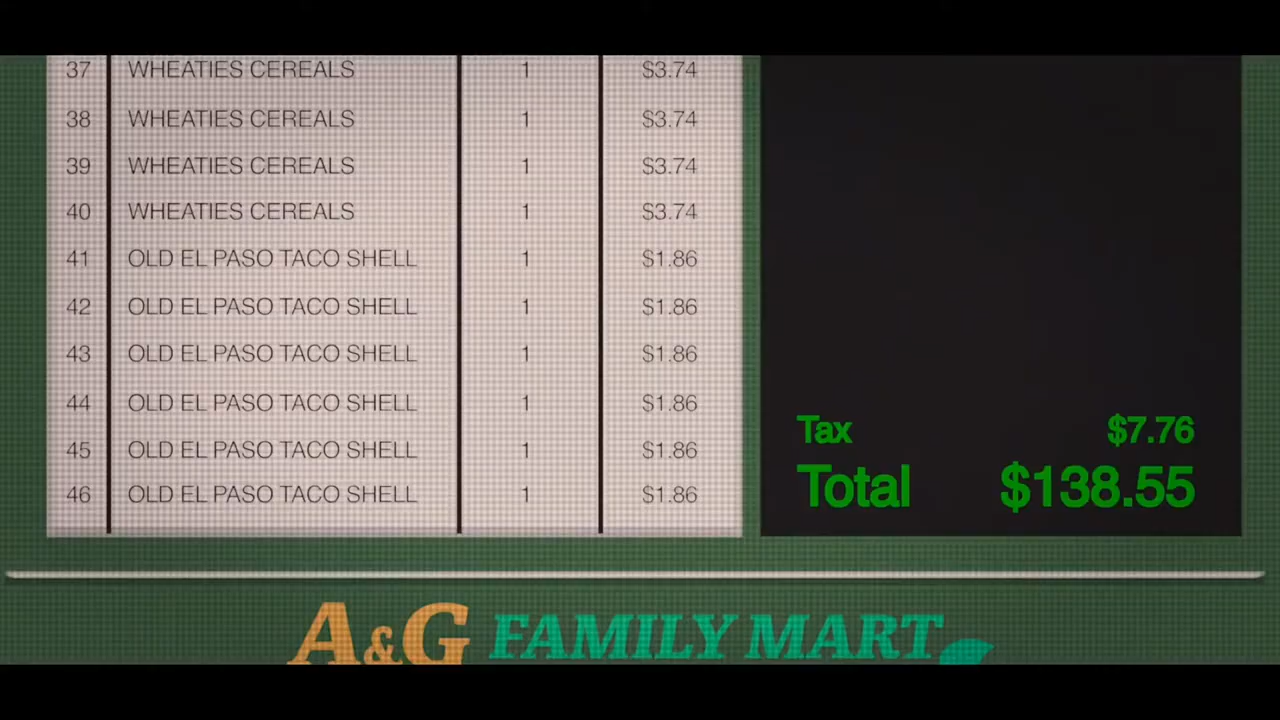 37 WHEATIES CEREALS 1 $3.74
38 WHEATIES CEREALS 1 $3.74
39 WHEATIES CEREALS 1 $3.74
40 WHEATIES CEREALS 1 $3.74
41 OLD EL PASO TACO SHELL 1 $1.86
42 OLD EL PASO TACO SHELL 1 $1.86
43 OLD EL PASO TACO SHELL 1 $1.86
44 OLD EL PASO TACO SHELL 1 $1.86
45 OLD EL PASO TACO SHELL 1 $1.86
46 OLD EL PASO TACO SHELL 1 $1.86
Tax $7.76
Total $138.55
A&G FAMILY MART